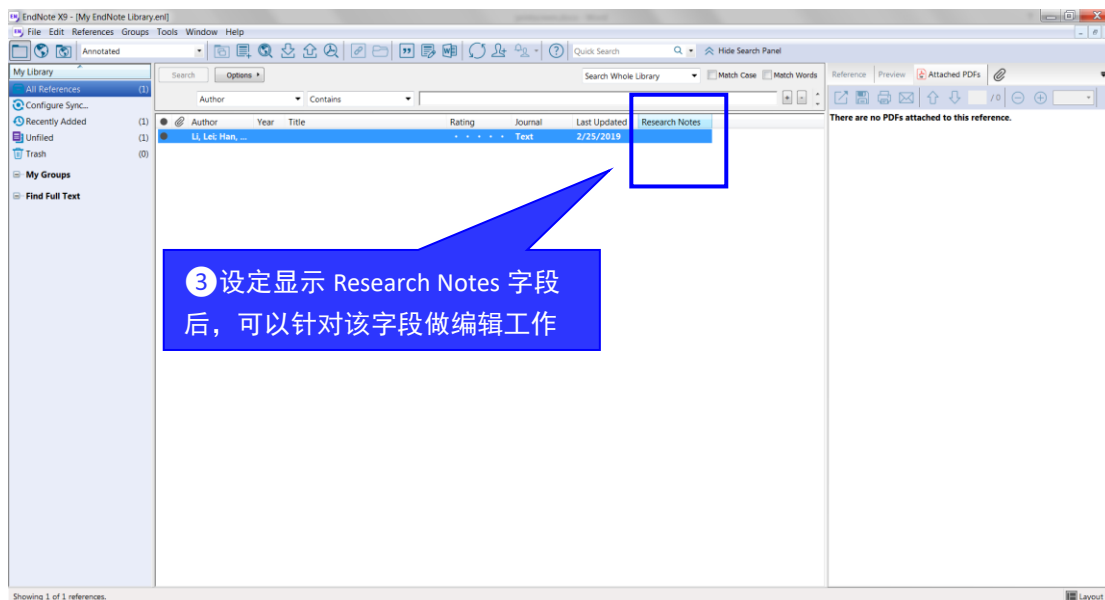 EndNote X9 - [My EndNote Library.enl]
File Edit References Groups Tools Window Help
Annotated
Quick Search
Hide Search Panel
My Library
All References (1)
Configure Sync...
Recently Added (1)
Unfiled (1)
Trash (0)
My Groups
Find Full Text
Search Options Search Whole Library Match Case Match Words
Author Contains
Author Year Title Rating Journal Last Updated Research Notes
Li, Lei; Han, ... Text 2/25/2019
③设定显示 Research Notes 字段
后，可以针对该字段做编辑工作
Reference Preview Attached PDFs
/0
There are no PDFs attached to this reference.
Showing 1 of 1 references.
Layout